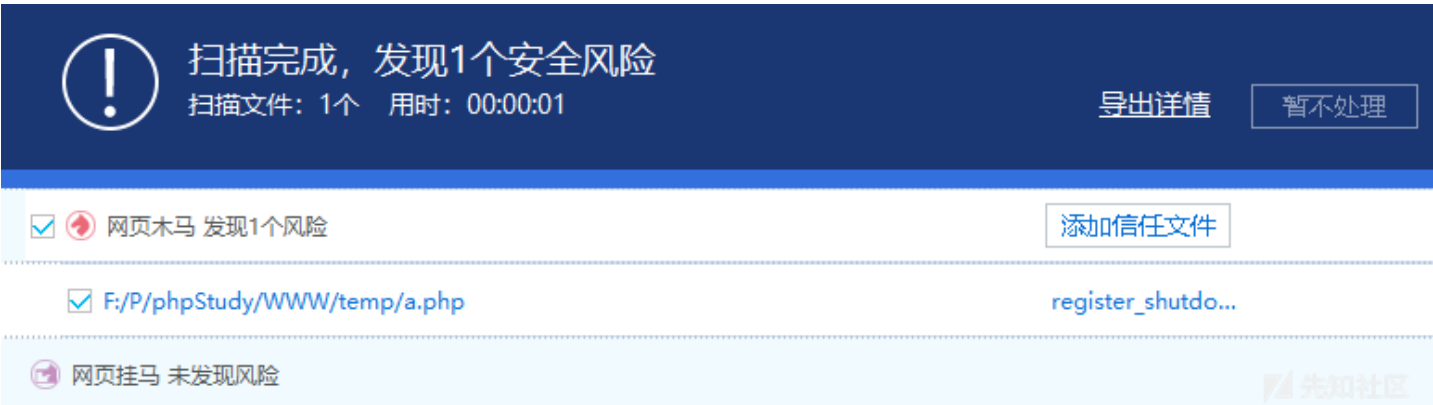 扫描完成，发现1个安全风险
扫描文件：1个 用时：00:00:01
导出详情
暂不处理
网页木马 发现1个风险
添加信任文件
F:/P/phpStudy/WWW/temp/a.php
register_shutdo...
网页挂马 未发现风险
先知社区